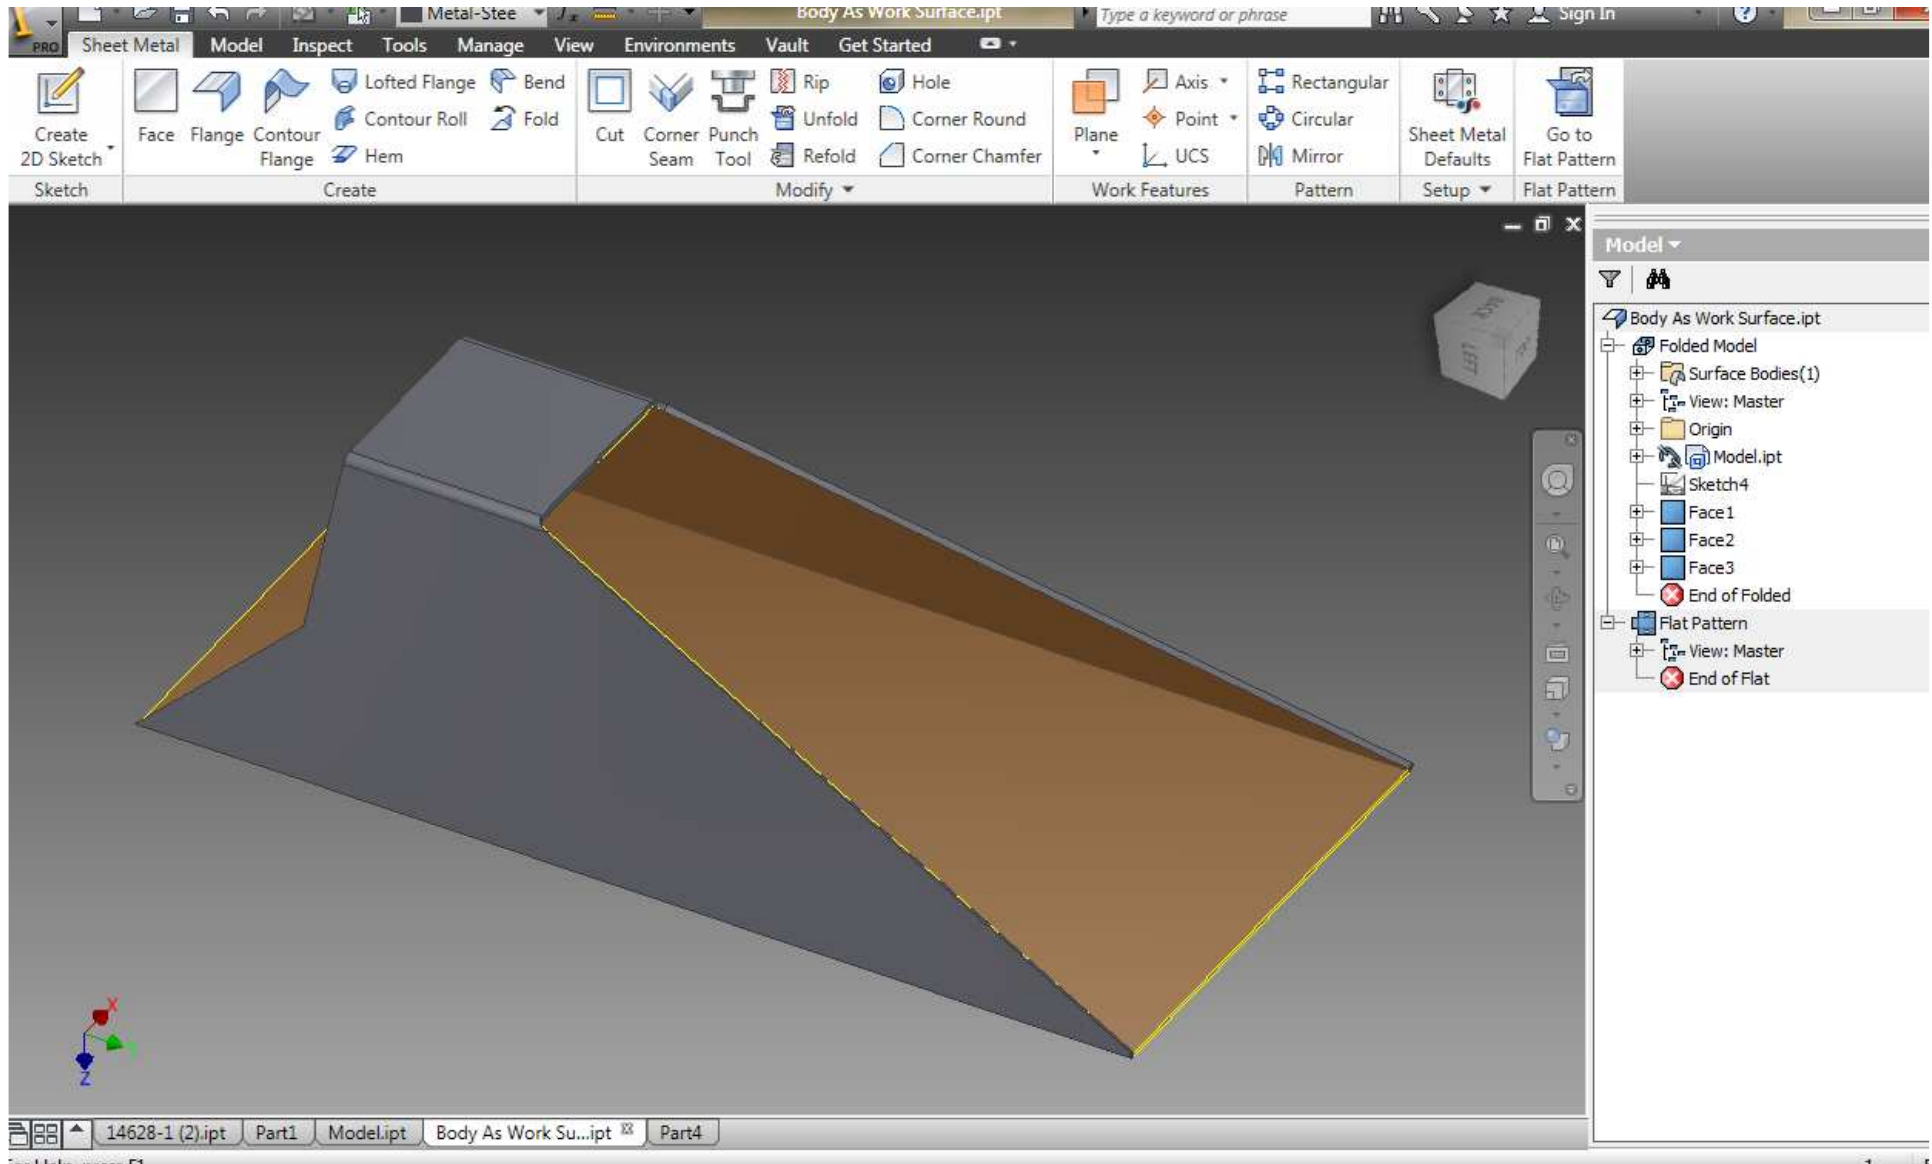 Metal-Stee
Body As Work Surface.ipt
Type a keyword or phrase
Sign In
PRO
Sheet Metal
Model
Inspect
Tools
Manage
View
Environments
Vault
Get Started
Create
2D Sketch
Face
Flange
Contour
Flange
Lofted Flange
Contour Roll
Hem
Bend
Fold
Cut
Corner
Seam
Punch
Tool
Rip
Unfold
Refold
Hole
Corner Round
Corner Chamfer
Plane
Axis
Point
UCS
Rectangular
Circular
Mirror
Sheet Metal
Defaults
Go to
Flat Pattern
Sketch
Create
Modify
Work Features
Pattern
Setup
Flat Pattern
Model
Body As Work Surface.ipt
Folded Model
Surface Bodies(1)
View: Master
Origin
Model.ipt
Sketch4
Face1
Face2
Face3
End of Folded
Flat Pattern
View: Master
End of Flat
BACK
LEFT
X
Z
14628-1 (2).ipt
Part1
Model.ipt
Body As Work Su...ipt
Part4